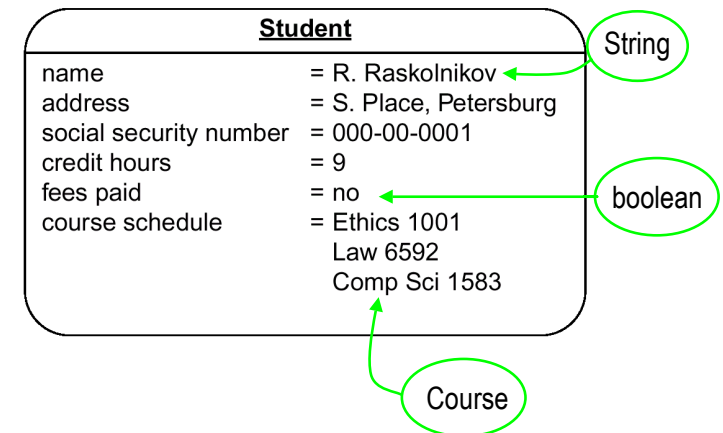 Student
String
name = R. Raskolnikov
address = S. Place, Petersburg
social security number = 000-00-0001
credit hours = 9
fees paid = no
boolean
course schedule = Ethics 1001
Law 6592
Comp Sci 1583
Course